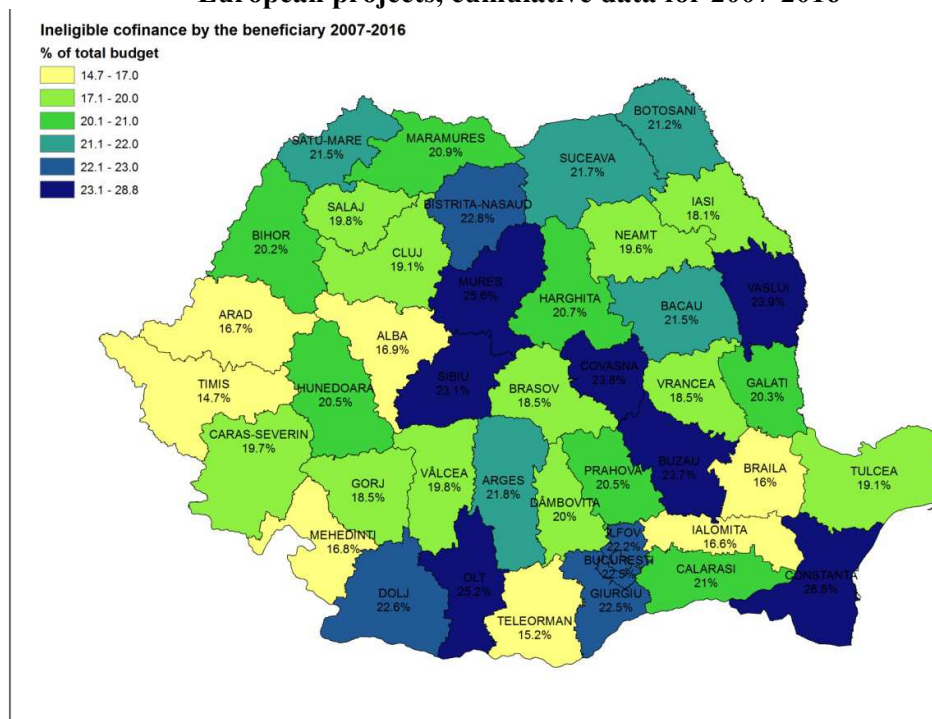 European projects, cumulative data for 2007-2016
Ineligible cofinance by the beneficiary 2007-2016
% of total budget
14.7 - 17.0
17.1 - 20.0
20.1 - 21.0
21.1 - 22.0
22.1 - 23.0
23.1 - 28.8
BOTOSANI
21.2%
SATU-MARE
21.5%
MARAMURES
20.9%
SUCEAVA
21.7%
IASI
18.1%
SALAJ
19.8%
BISTRITA-NASAUD
22.8%
NEAMT
19.6%
BIHOR
20.2%
CLUJ
19.1%
MURES
25.6%
HARGHITA
20.7%
BACAU
21.5%
VASLUI
23.9%
ARAD
16.7%
ALBA
16.9%
SIBIU
23.1%
COVASNA
23.8%
TIMIS
14.7%
HUNEDOARA
20.5%
BRASOV
18.5%
VRANCEA
18.5%
GALATI
20.3%
CARAS-SEVERIN
19.7%
GORJ
18.5%
VÂLCEA
19.8%
ARGES
21.8%
DÂMBOVITA
20%
PRAHOVA
20.5%
BUZAU
23.7%
BRAILA
16%
TULCEA
19.1%
MEHEDINTI
16.8%
ILFOV
22.2%
IALOMITA
16.6%
BUCURESTI
22.5%
CALARASI
21%
CONSTANTA
28.8%
DOLJ
22.6%
OLT
25.2%
TELEORMAN
15.2%
GIURGIU
22.5%